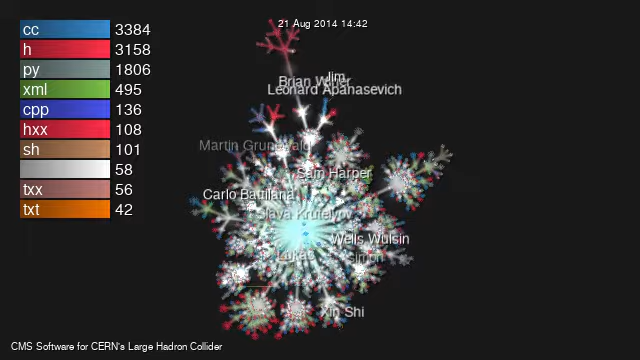 21 Aug 2014 14:42
cc 3384
h 3158
py 1806
xml 495
cpp 136
hxx 108
sh 101
58
txx 56
txt 42
Jim
Brian Winer
Leonard Apanasevich
Martin Grunewald
Sam Harper
Carlo Battilana
Slava Krutelyov
Wells Wulsin
simon
Lukas
Xin Shi
CMS Software for CERN's Large Hadron Collider